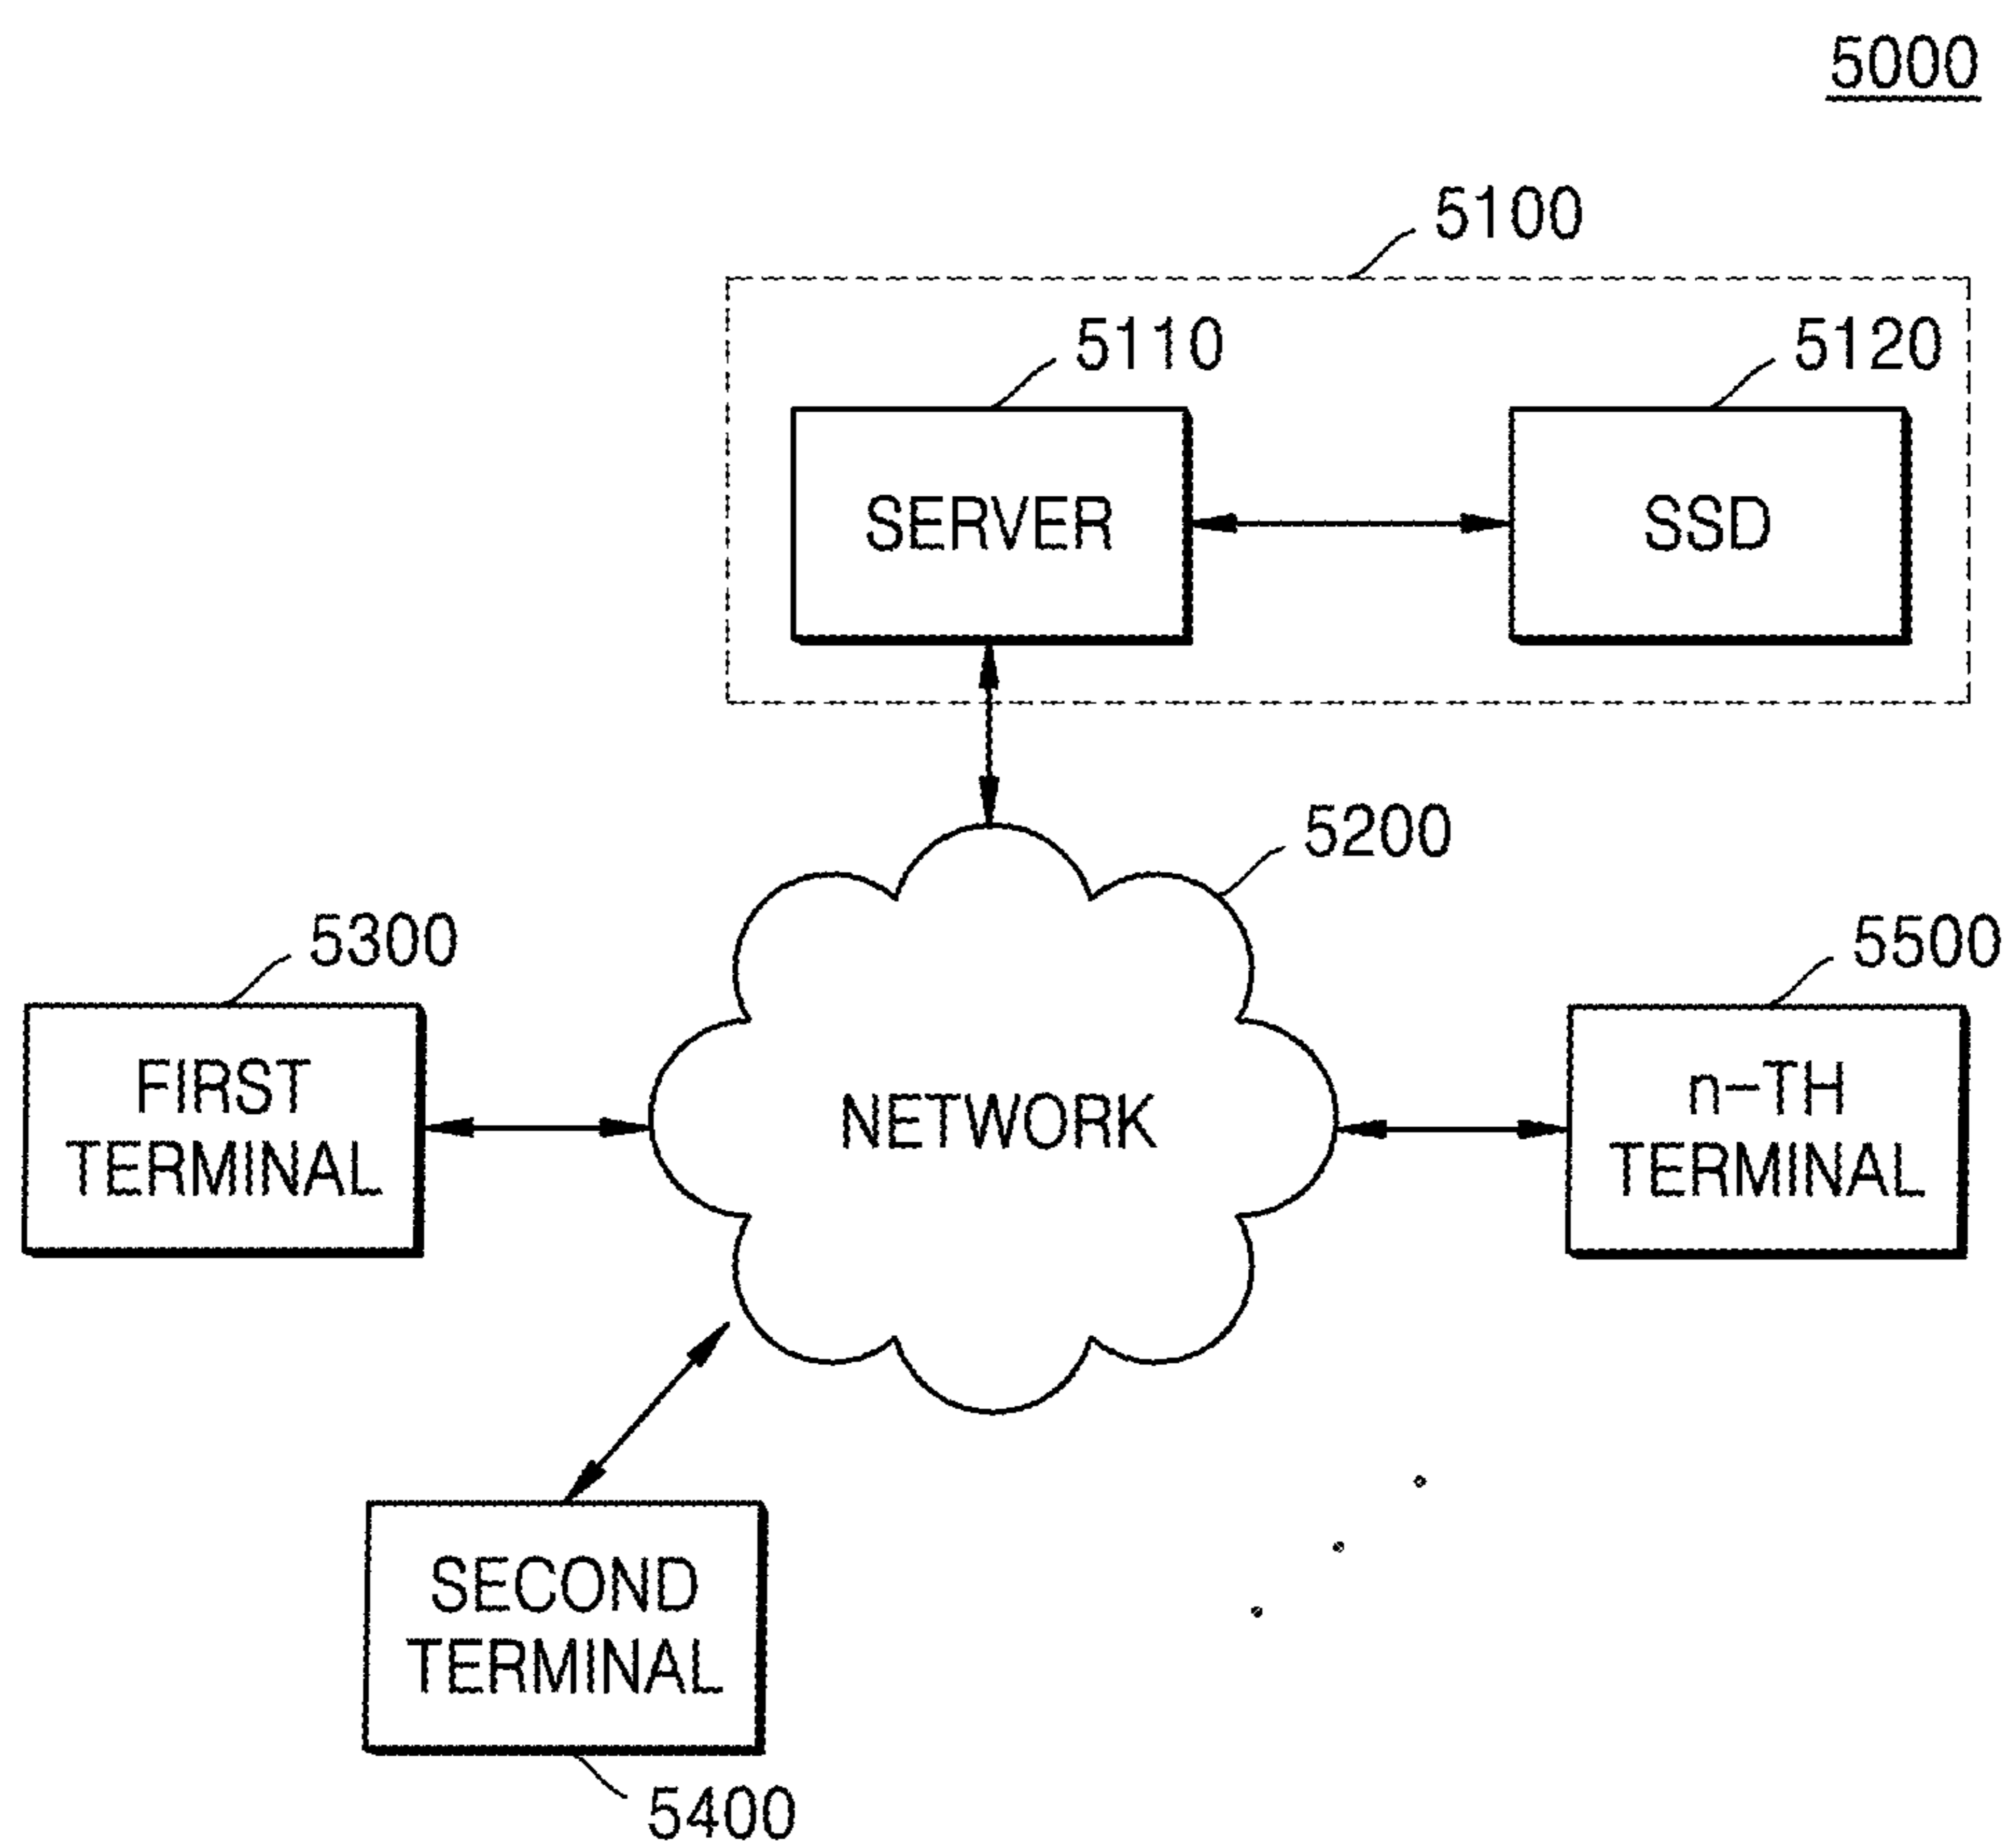 5000
5100
5110
5120
SERVER
SSD
5200
5300
5500
FIRST
TERMINAL
NETWORK
n-TH
TERMINAL
SECOND
TERMINAL
5400